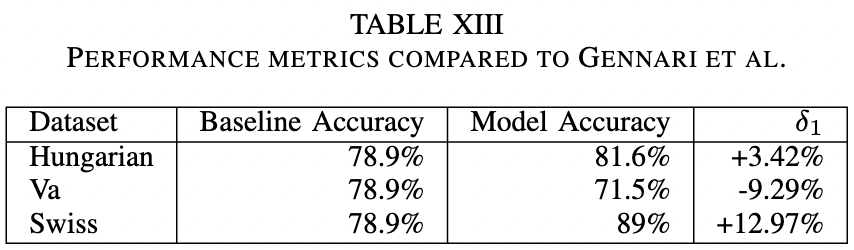 TABLE XIII
PERFORMANCE METRICS COMPARED TO GENNARI ET AL.
Dataset Baseline Accuracy Model Accuracy δ₁
Hungarian 78.9% 81.6% +3.42%
Va 78.9% 71.5% -9.29%
Swiss 78.9% 89% +12.97%